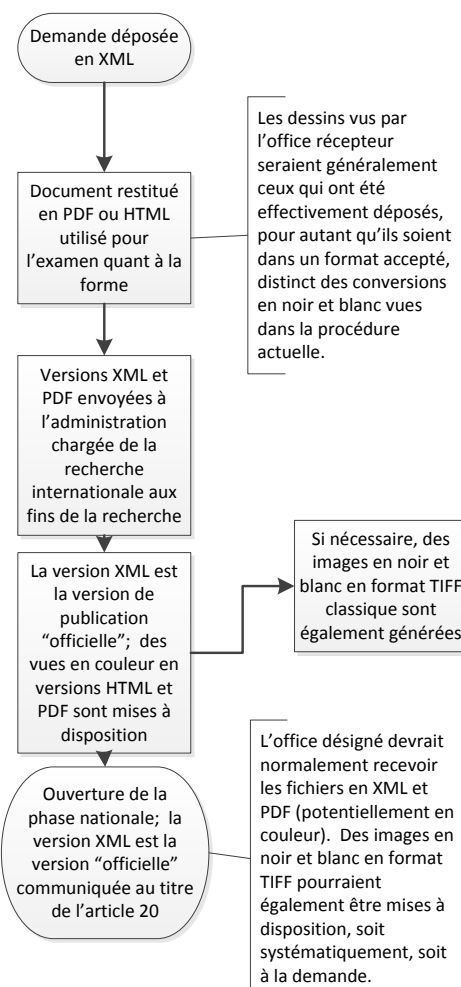 Demande déposée
en XML
Les dessins vus par
l’office récepteur
seraient généralement
ceux qui ont été
effectivement déposés,
pour autant qu’ils soient
dans un format accepté,
distinct des conversions
en noir et blanc vues
dans la procédure
actuelle.
Document restitué
en PDF ou HTML
utilisé pour
l’examen quant à la
forme
Versions XML et
PDF envoyées à
l’administration
chargée de la
recherche
internationale aux
fins de la recherche
La version XML est
la version de
publication
“officielle”;  des
vues en couleur en
versions HTML et
PDF sont mises à
disposition
Si nécessaire, des
images en noir et
blanc en format TIFF
classique sont
également générées
Ouverture de la
phase nationale;  la
version XML est la
version “officielle”
communiquée au titre
de l’article 20
L’office désigné devrait
normalement recevoir
les fichiers en XML et
PDF (potentiellement en
couleur).  Des images en
noir et blanc en format
TIFF pourraient
également être mises à
disposition, soit
systématiquement, soit
à la demande.